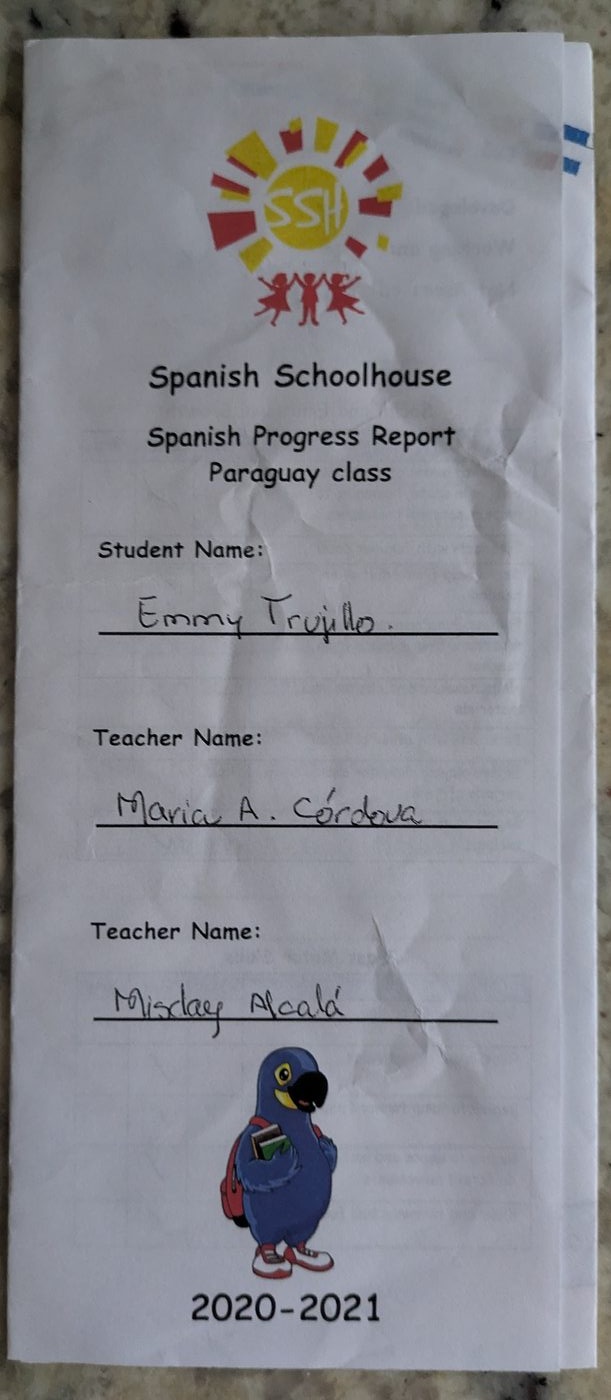 SSH
Spanish Schoolhouse
Spanish Progress Report
Paraguay class
Student Name:
Emmy Trujillo.
Teacher Name:
Maria A. Córdova
Teacher Name:
Misday Alcalá
2020-2021